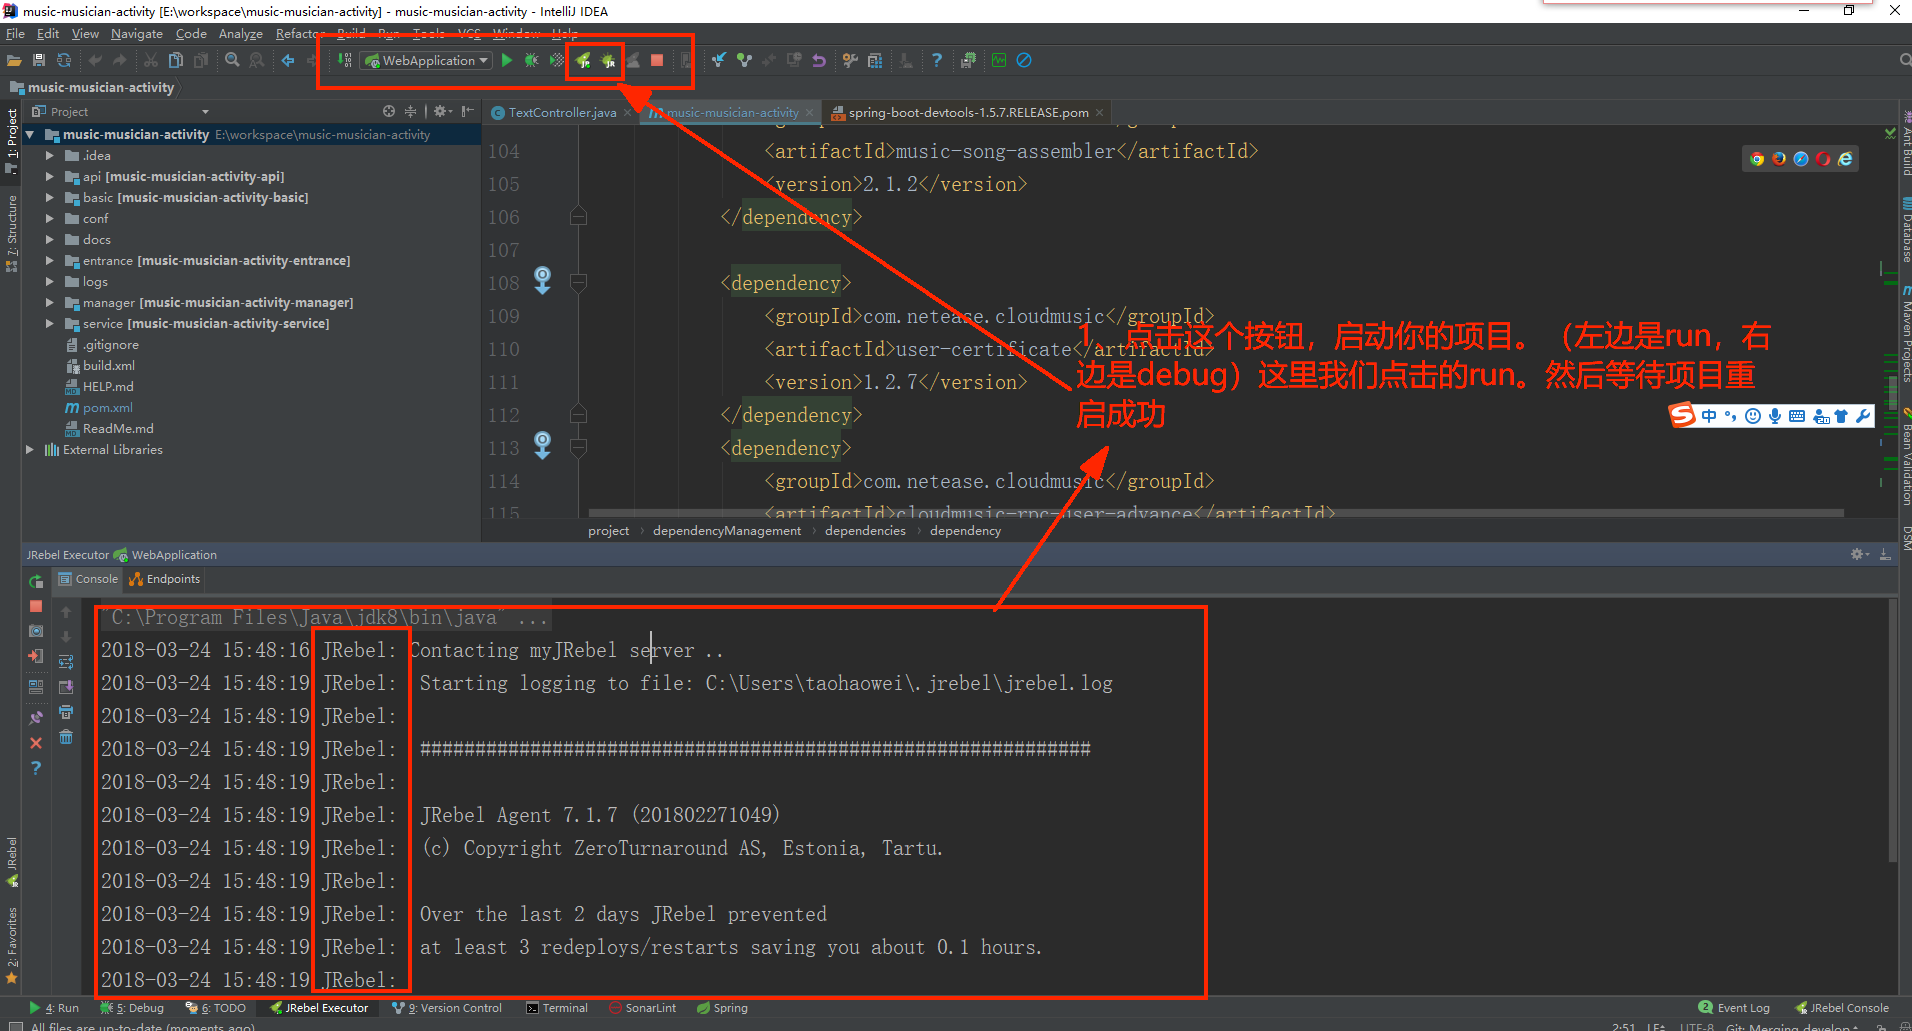 music-musician-activity [E:\workspace\music-musician-activity] - music-musician-activity - IntelliJ IDEA
File Edit View Navigate Code Analyze Refactor Build Run Tools VCS Window Help
WebApplication
music-musician-activity
Project
TextController.java
music-musician-activity
spring-boot-devtools-1.5.7.RELEASE.pom
1: Project
7: Structure
JRebel
2: Favorites
music-musician-activity E:\workspace\music-musician-activity
.idea
api [music-musician-activity-api]
basic [music-musician-activity-basic]
conf
docs
entrance [music-musician-activity-entrance]
logs
manager [music-musician-activity-manager]
service [music-musician-activity-service]
.gitignore
build.xml
HELP.md
pom.xml
ReadMe.md
External Libraries
104 <artifactId>music-song-assembler</artifactId>
105 <version>2.1.2</version>
106 </dependency>
107
108 <dependency>
109 <groupId>com.netease.cloudmusic</groupId>
110 <artifactId>user-certificate</artifactId>
111 <version>1.2.7</version>
112 </dependency>
113 <dependency>
114 <groupId>com.netease.cloudmusic</groupId>
115 <artifactId>cloudmusic-rpc-user-advance</artifactId>
1、点击这个按钮，启动你的项目。（左边是run，右
边是debug）这里我们点击的run。然后等待项目重
启成功
中
Ant Build
Database
Maven Projects
Bean Validation
DSM
project dependencyManagement dependencies dependency
JRebel Executor WebApplication
Console Endpoints
"C:\Program Files\Java\jdk8\bin\java" ...
2018-03-24 15:48:16 JRebel: Contacting myJRebel server ..
2018-03-24 15:48:19 JRebel: Starting logging to file: C:\Users\taohaowei\.jrebel\jrebel.log
2018-03-24 15:48:19 JRebel:
2018-03-24 15:48:19 JRebel: #############################################################
2018-03-24 15:48:19 JRebel:
2018-03-24 15:48:19 JRebel: JRebel Agent 7.1.7 (201802271049)
2018-03-24 15:48:19 JRebel: (c) Copyright ZeroTurnaround AS, Estonia, Tartu.
2018-03-24 15:48:19 JRebel:
2018-03-24 15:48:19 JRebel: Over the last 2 days JRebel prevented
2018-03-24 15:48:19 JRebel: at least 3 redeploys/restarts saving you about 0.1 hours.
2018-03-24 15:48:19 JRebel:
4: Run 5: Debug 6: TODO JRebel Executor 9: Version Control Terminal SonarLint Spring 2 Event Log JRebel Console
All files are up-to-date (moments ago) 2:51 UTF-8 Git: Merging develop